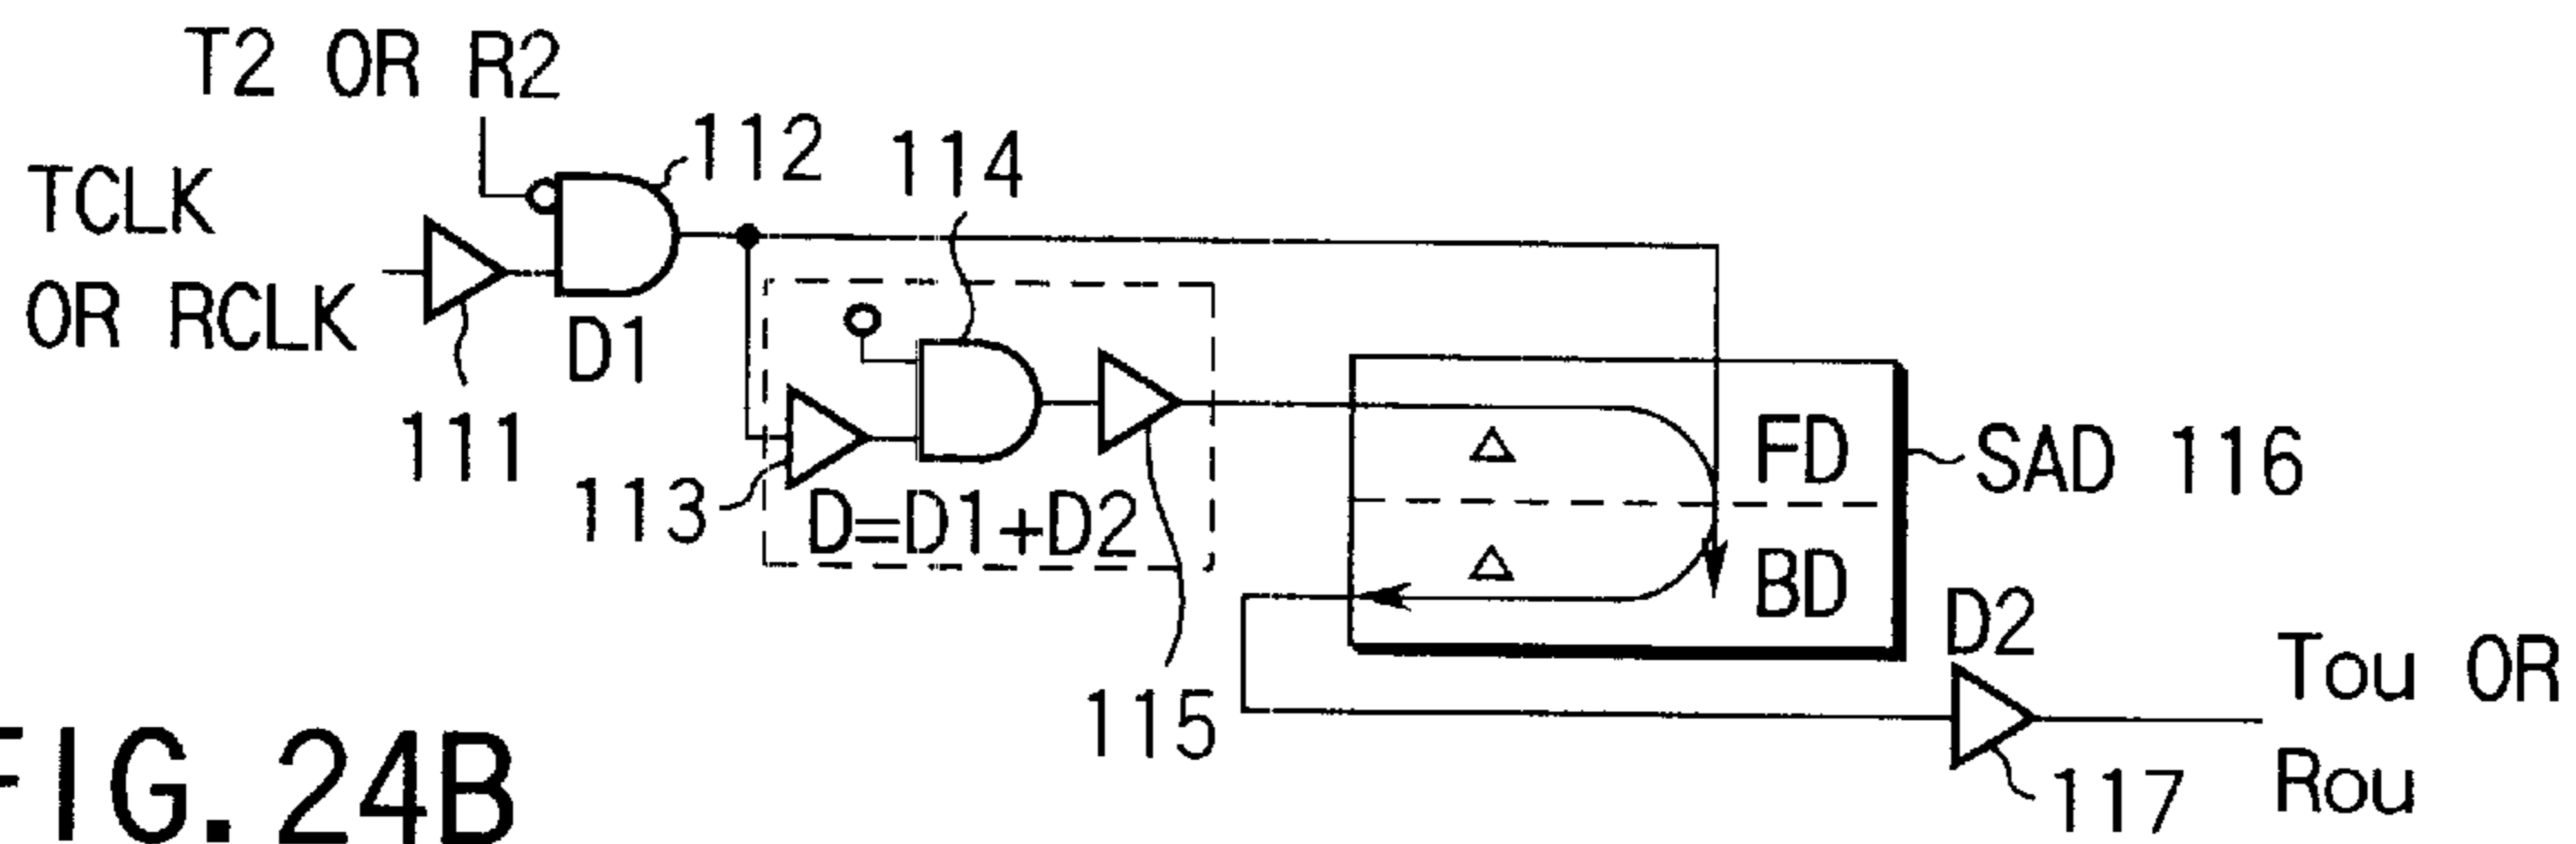 T2 OR R2
TCLK
OR RCLK
112
114
D1
111
113
D=D1+D2
115
△
△
FD
BD
SAD 116
D2
117
Tou OR
Rou
FIG. 24B